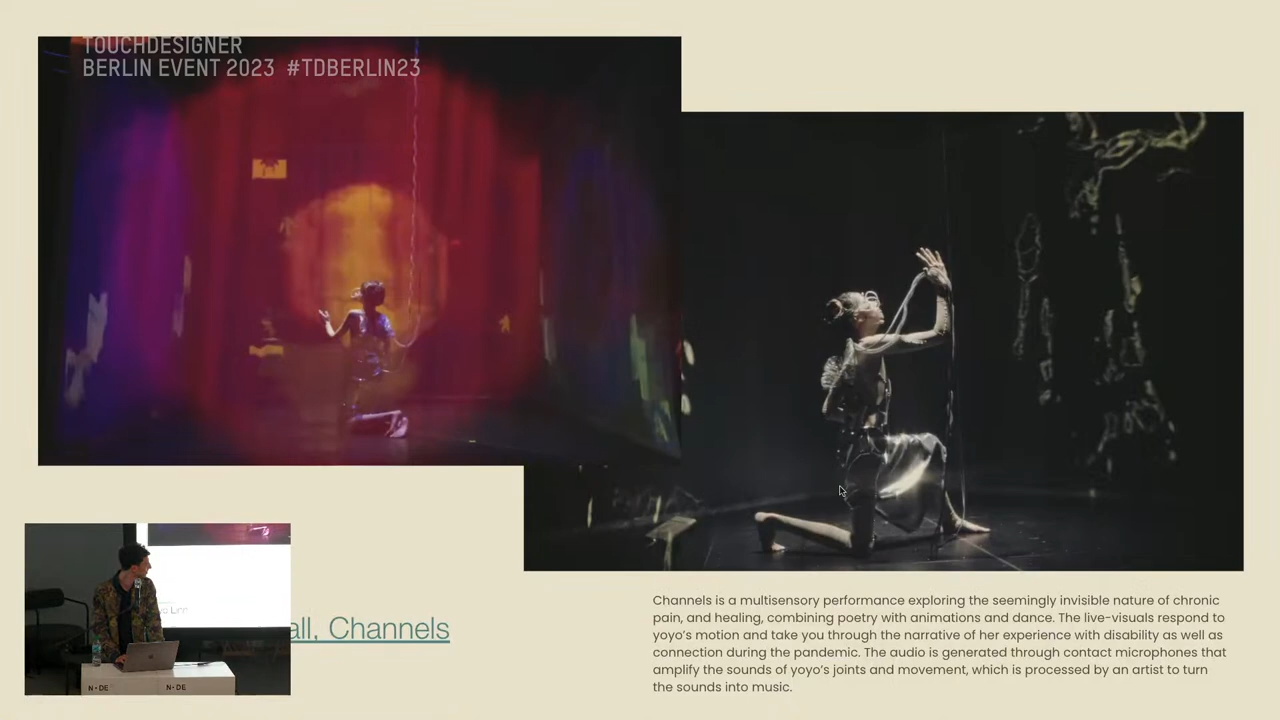 TOUCHDESIGNER
BERLIN EVENT 2023 #TDBERLIN23
all, Channels
Channels is a multisensory performance exploring the seemingly invisible nature of chronic
pain, and healing, combining poetry with animations and dance. The live-visuals respond to
yoyo’s motion and take you through the narrative of her experience with disability as well as
connection during the pandemic. The audio is generated through contact microphones that
amplify the sounds of yoyo’s joints and movement, which is processed by an artist to turn
the sounds into music.
N·DE
N·DE